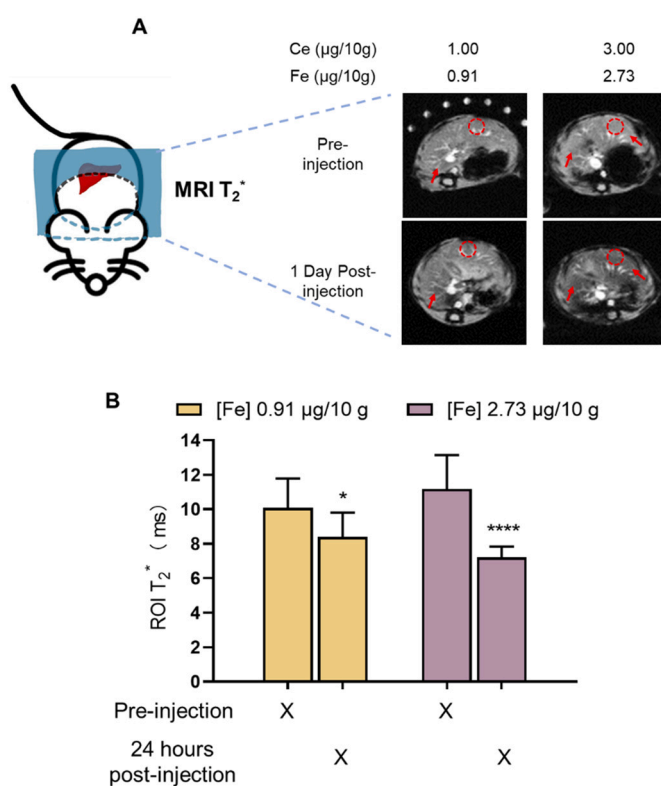 A
Ce (µg/10g) 1.00 3.00
Fe (µg/10g) 0.91 2.73
Pre-
injection
MRI T2*
1 Day Post-
injection
B
[Fe] 0.91 µg/10 g [Fe] 2.73 µg/10 g
14
12
10
8
6
4
2
0
ROI T2* (ms)
*
****
Pre-injection X X
24 hours
post-injection X X